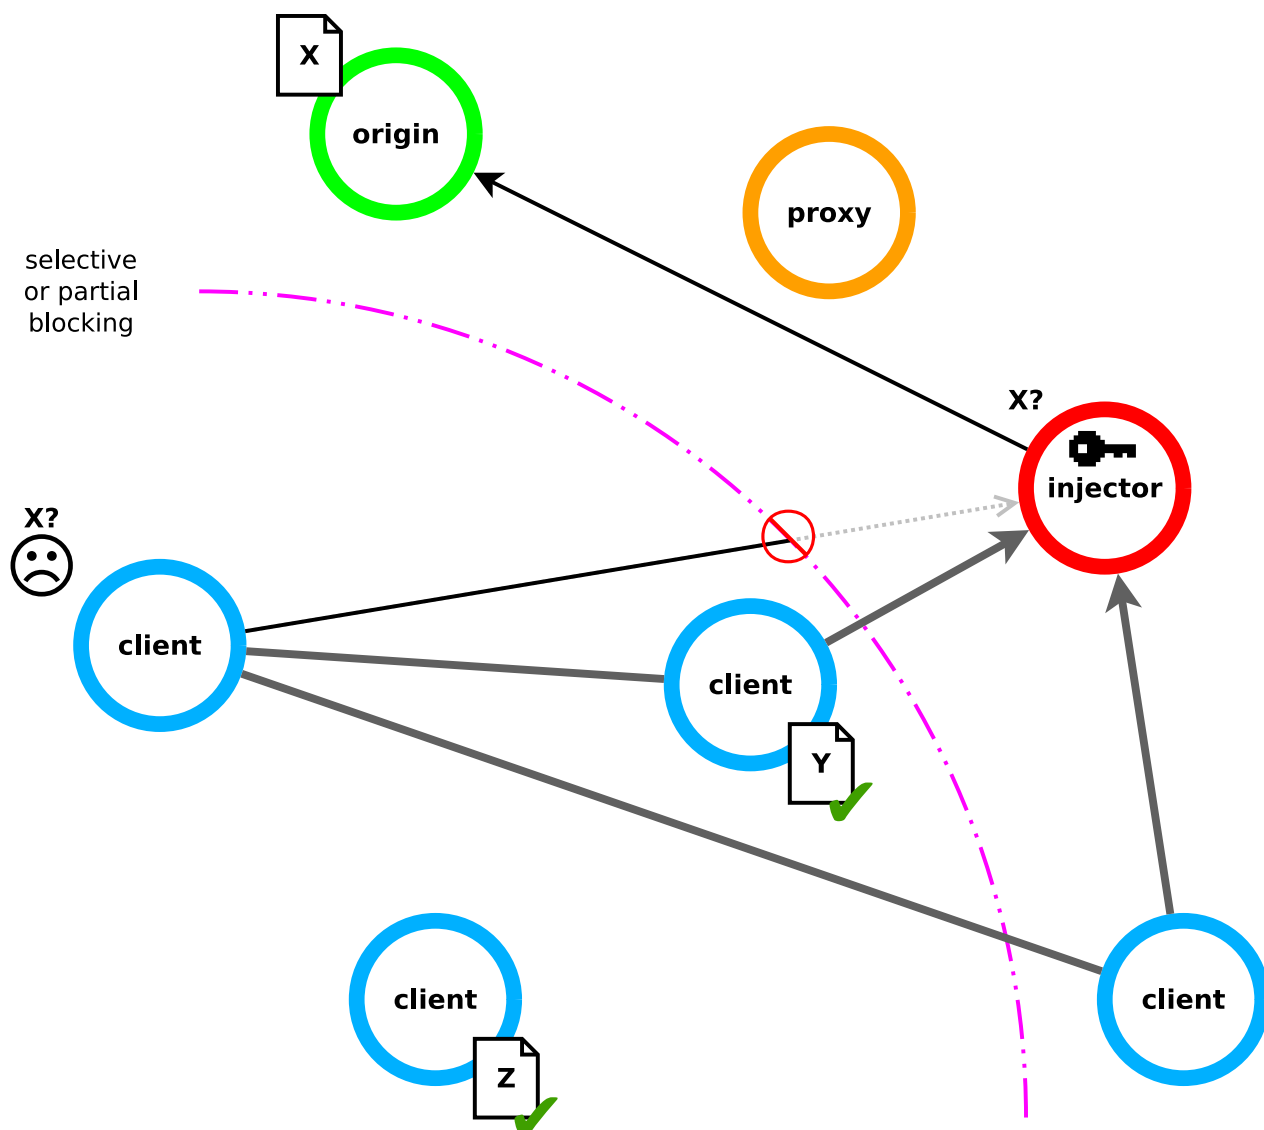 X
origin
proxy
selective
or partial
blocking
X?
injector
X?
client
client
Y
client
client
Z